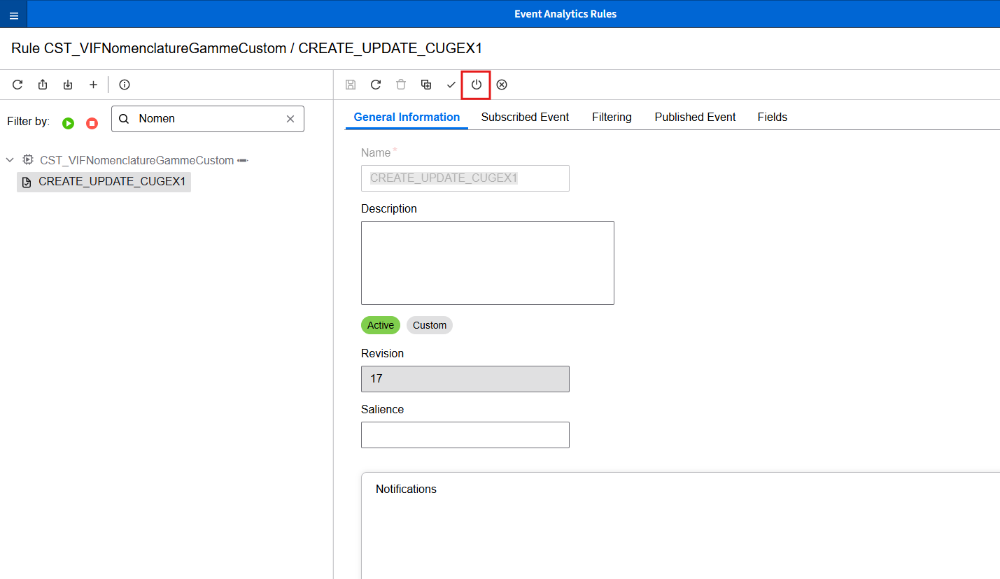 Event Analytics Rules
Rule CST_VIFNomenclatureGammeCustom / CREATE_UPDATE_CUGEX1
Filter by:
Nomen
CST_VIFNomenclatureGammeCustom
CREATE_UPDATE_CUGEX1
General Information
Subscribed Event
Filtering
Published Event
Fields
Name*
CREATE_UPDATE_CUGEX1
Description
Active
Custom
Revision
17
Salience
Notifications